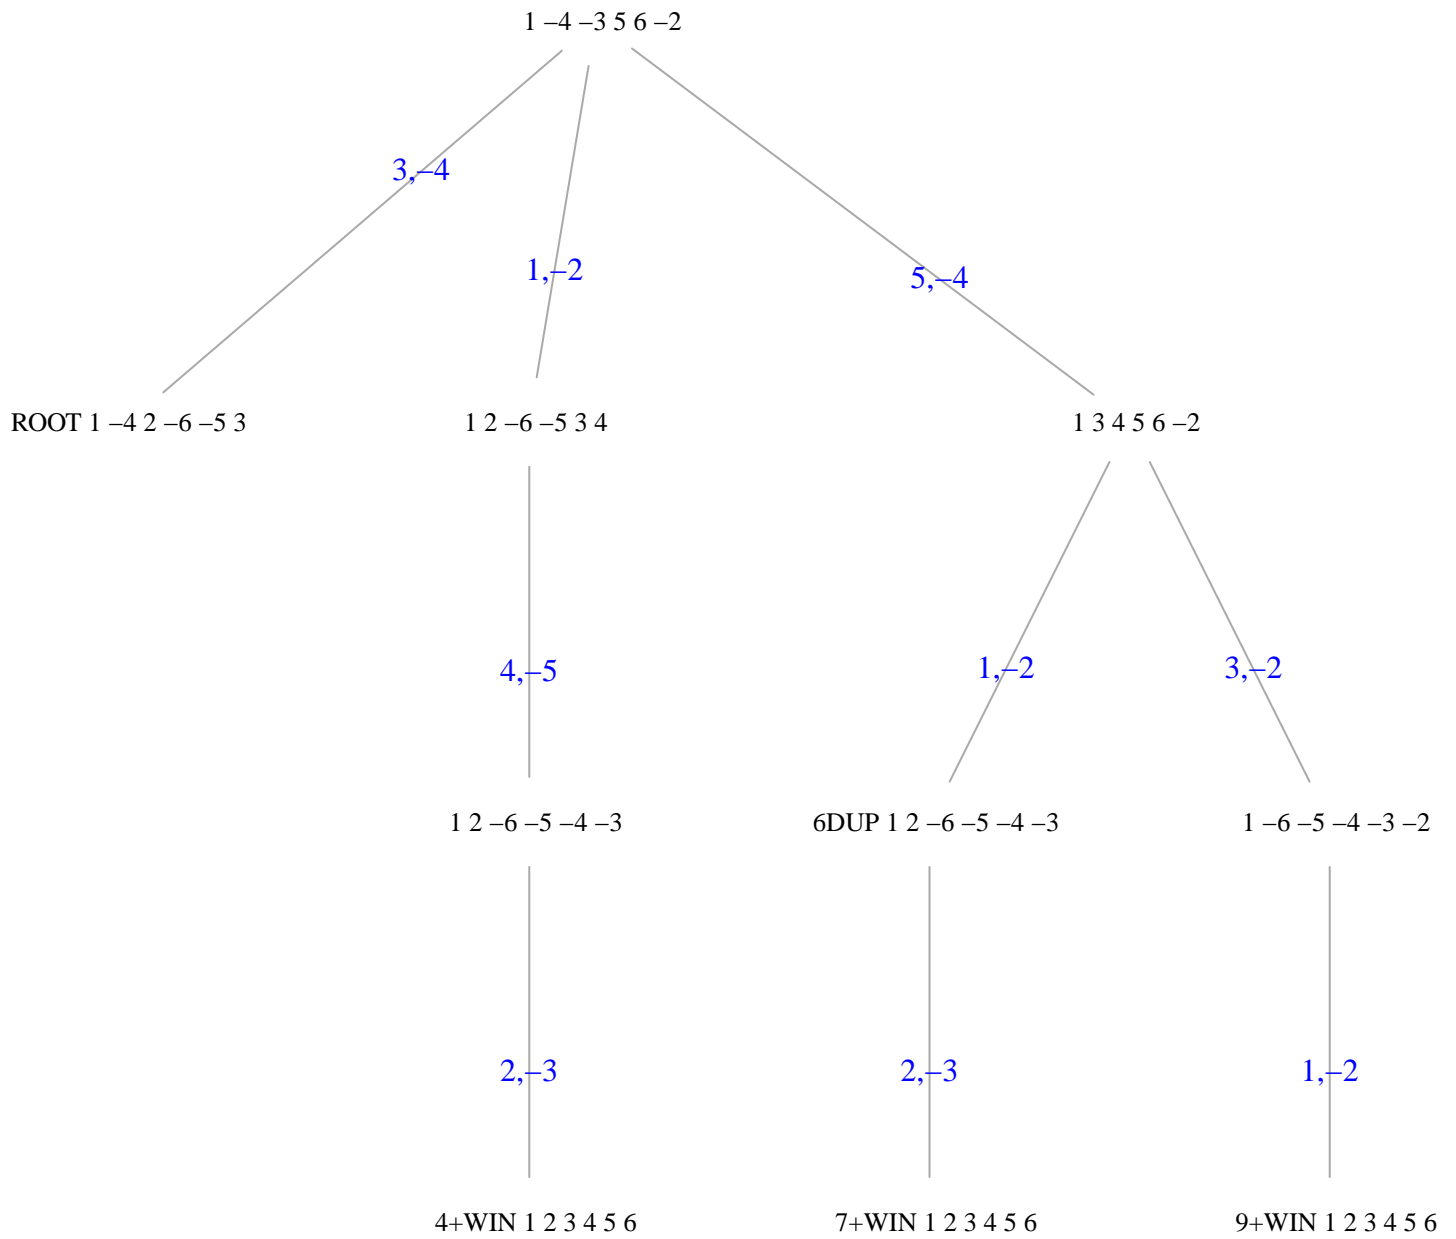 1 –4 –3 5 6 –2
3,–4
1,–2
5,–4
ROOT 1 –4 2 –6 –5 3
1 2 –6 –5 3 4
1 3 4 5 6 –2
4,–5
1,–2
3,–2
1 2 –6 –5 –4 –3
6DUP 1 2 –6 –5 –4 –3
1 –6 –5 –4 –3 –2
2,–3
2,–3
1,–2
4+WIN 1 2 3 4 5 6
7+WIN 1 2 3 4 5 6
9+WIN 1 2 3 4 5 6